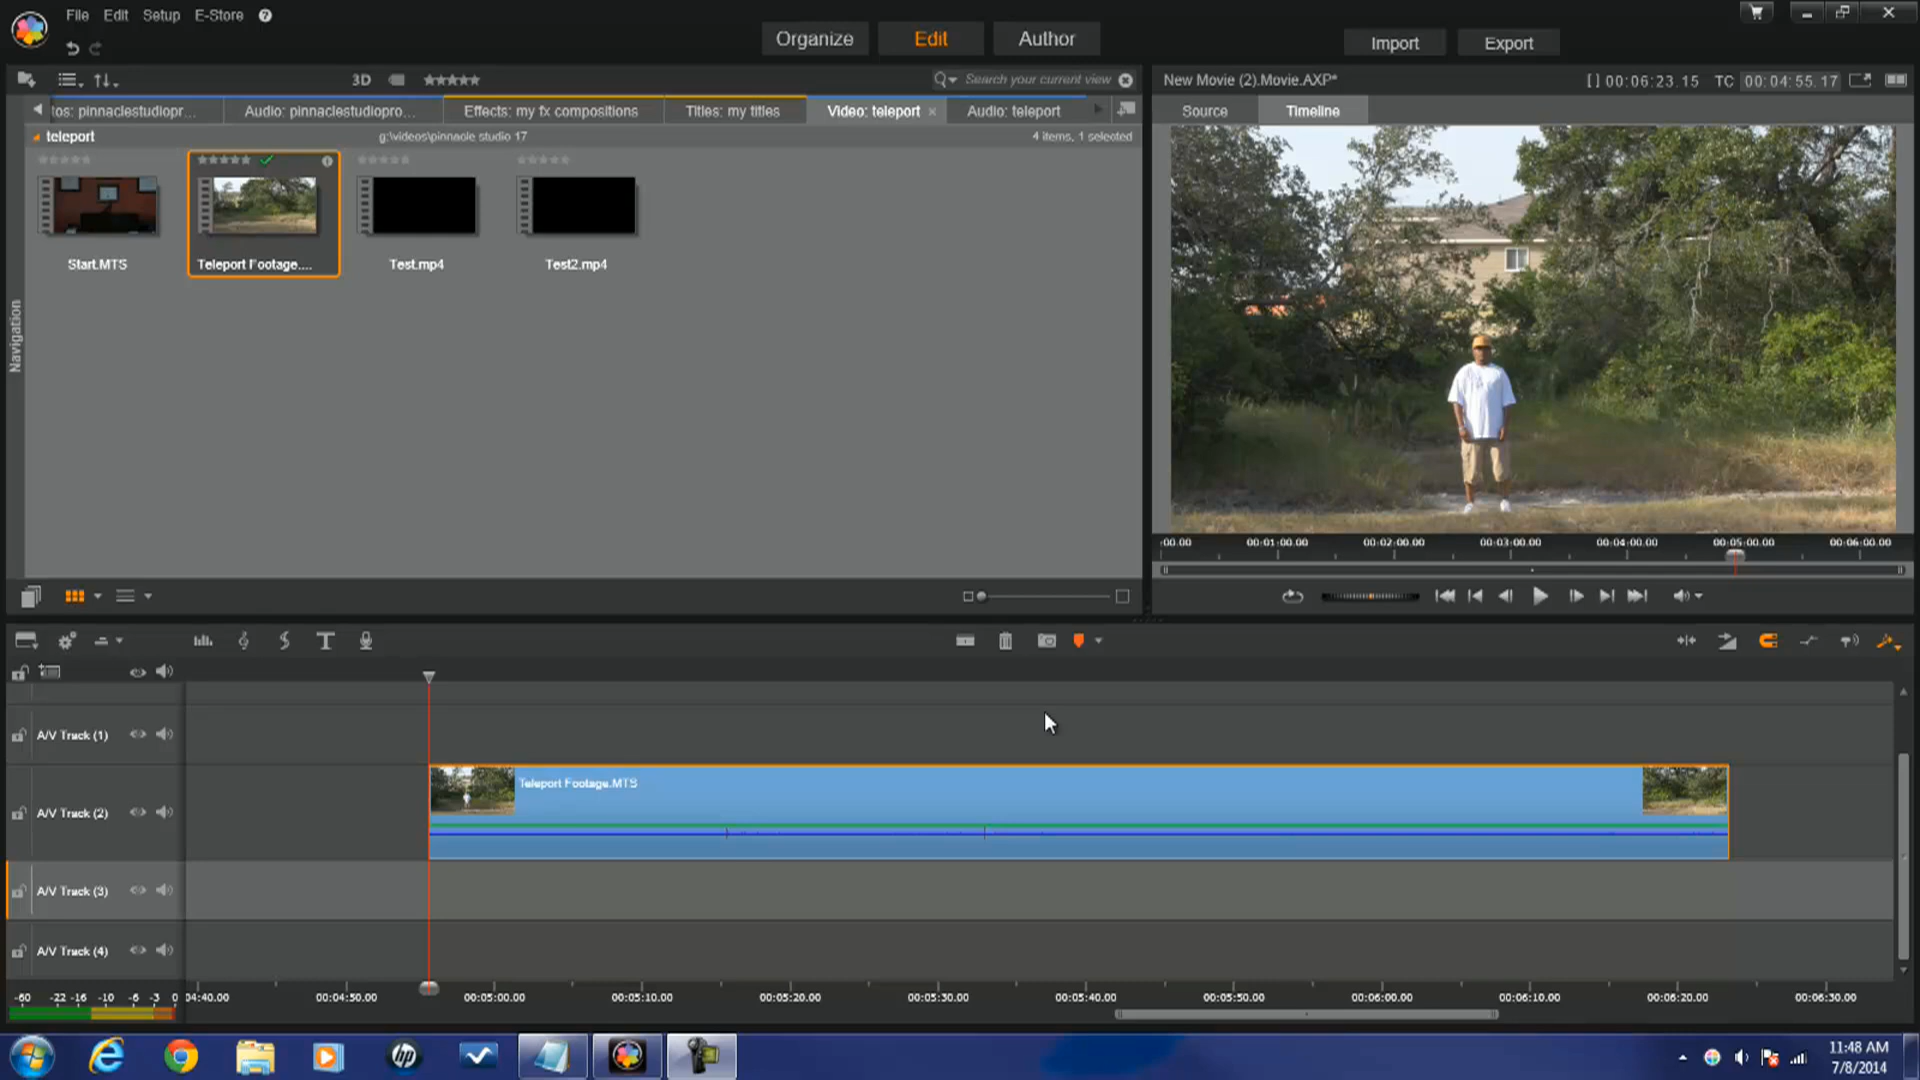 File Edit Setup E-Store ?
Organize Edit Author
Import Export
3D
Search your current view
New Movie (2).Movie.AXP*
[ ] 00:06:23.15 TC 00:04:55.17
tos: pinnaclestudiopr...
Audio: pinnaclestudiopro...
Effects: my fx compositions
Titles: my titles
Video: teleport
Audio: teleport
Source Timeline
teleport
g:\videos\pinnacle studio 17
4 items, 1 selected
Start.MTS
Teleport Footage....
Test.mp4
Test2.mp4
Navigation
:00.00 00:01:00.00 00:02:00.00 00:03:00.00 00:04:00.00 00:05:00.00 00:06:00.00
A/V Track (1)
Teleport Footage.MTS
A/V Track (2)
A/V Track (3)
A/V Track (4)
-60 -22 -16 -10 -6 -3 0
04:40.00 00:04:50.00 00:05:00.00 00:05:10.00 00:05:20.00 00:05:30.00 00:05:40.00 00:05:50.00 00:06:00.00 00:06:10.00 00:06:20.00 00:06:30.00
hp
11:48 AM
7/8/2014